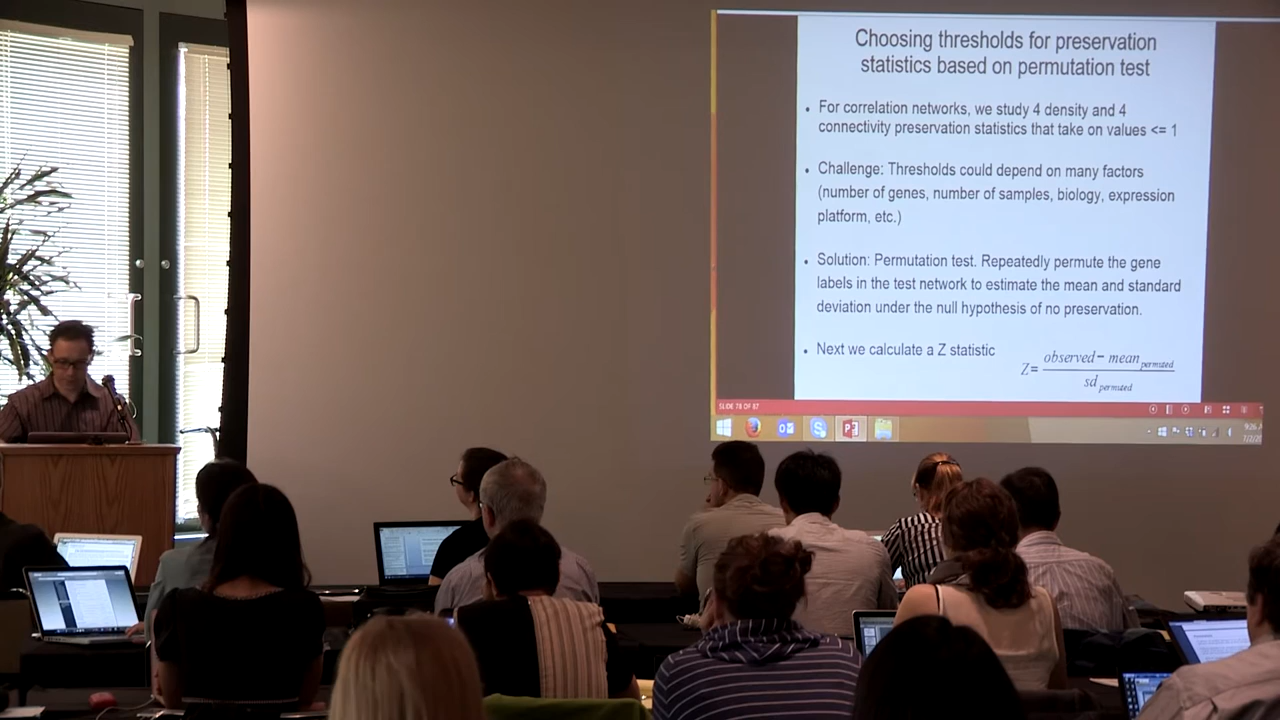 Choosing thresholds for preservation
statistics based on permutation test
• For correlation networks, we study 4 density and 4
connectivity preservation statistics that take on values <= 1
• Challenge: Thresholds could depend on many factors
(number of genes, number of samples, biology, expression
platform, etc.)
• Solution: Permutation test. Repeatedly permute the gene
labels in the test network to estimate the mean and standard
deviation under the null hypothesis of no preservation.
• Next we calculate a Z statistic
Z= observed − mean permuted
sd permuted
SLIDE 78 OF 87
9:26